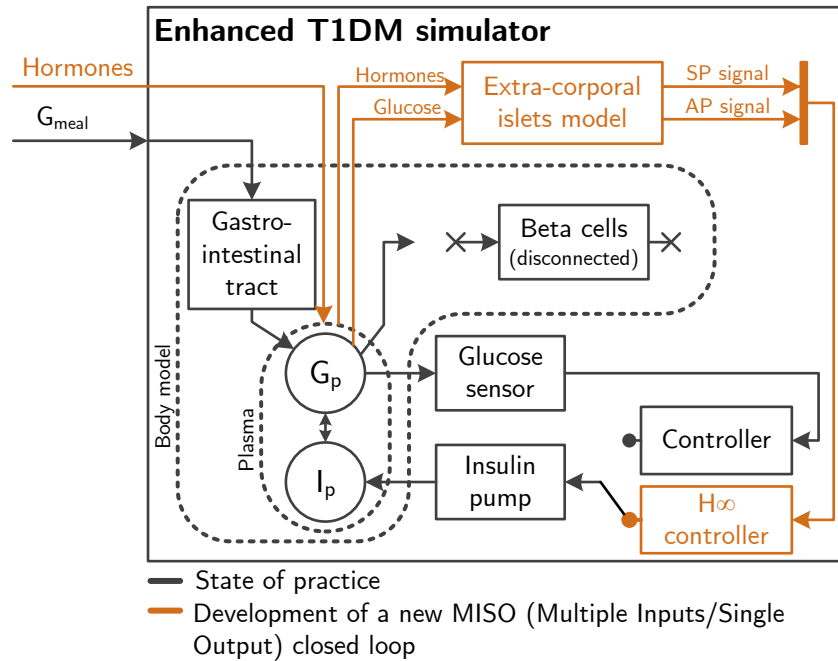 Enhanced T1DM simulator
Hormones
Hormones
Glucose
Extra-corporal
islets model
SP signal
AP signal
G_meal
Gastro-
intestinal
tract
Beta cells
(disconnected)
Body model
Plasma
G_p
Glucose
sensor
Controller
I_p
Insulin
pump
H∞
controller
State of practice
Development of a new MISO (Multiple Inputs/Single
Output) closed loop